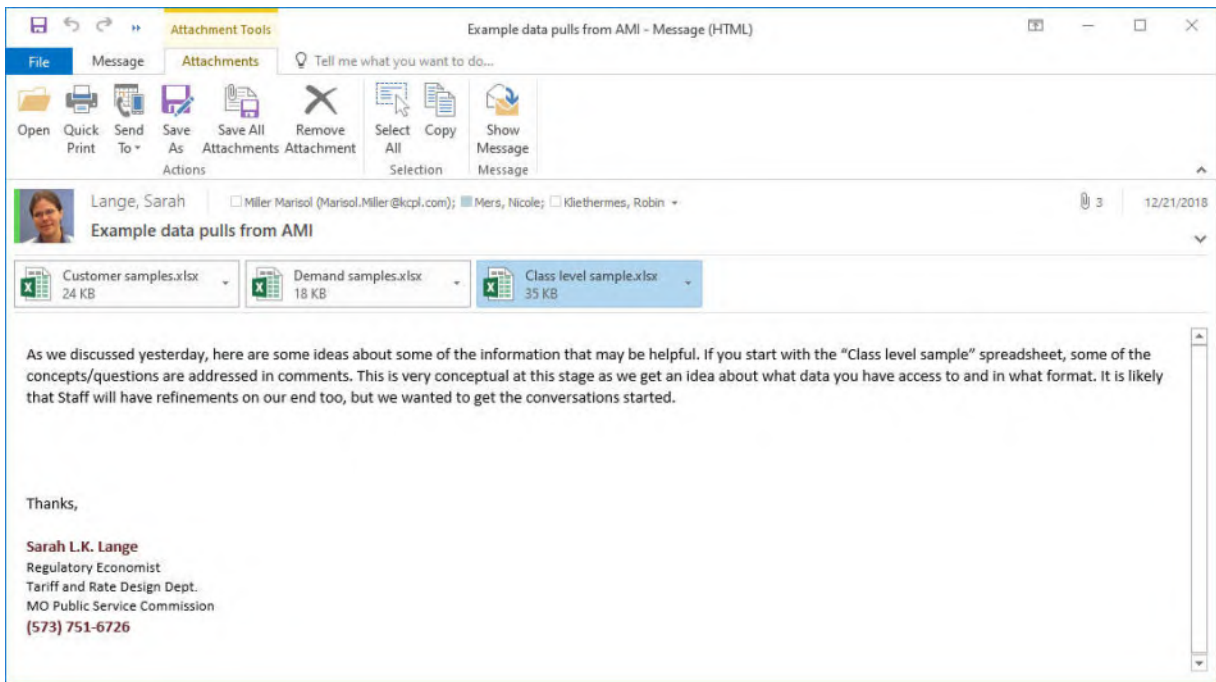 Attachment Tools
Example data pulls from AMI - Message (HTML)
File Message Attachments Tell me what you want to do...
Open Quick Print Send To Save As Save All Attachments Remove Attachment Select All Copy Show Message
Actions Selection Message
Lange, Sarah Miller Marisol (Marisol.Miller@kcpl.com); Mers, Nicole; Kliethermes, Robin 3 12/21/2018
Example data pulls from AMI
Customer samples.xlsx Demand samples.xlsx Class level sample.xlsx
24 KB 18 KB 35 KB
As we discussed yesterday, here are some ideas about some of the information that may be helpful. If you start with the “Class level sample” spreadsheet, some of the
concepts/questions are addressed in comments. This is very conceptual at this stage as we get an idea about what data you have access to and in what format. It is likely
that Staff will have refinements on our end too, but we wanted to get the conversations started.
Thanks,
Sarah L.K. Lange
Regulatory Economist
Tariff and Rate Design Dept.
MO Public Service Commission
(573) 751-6726